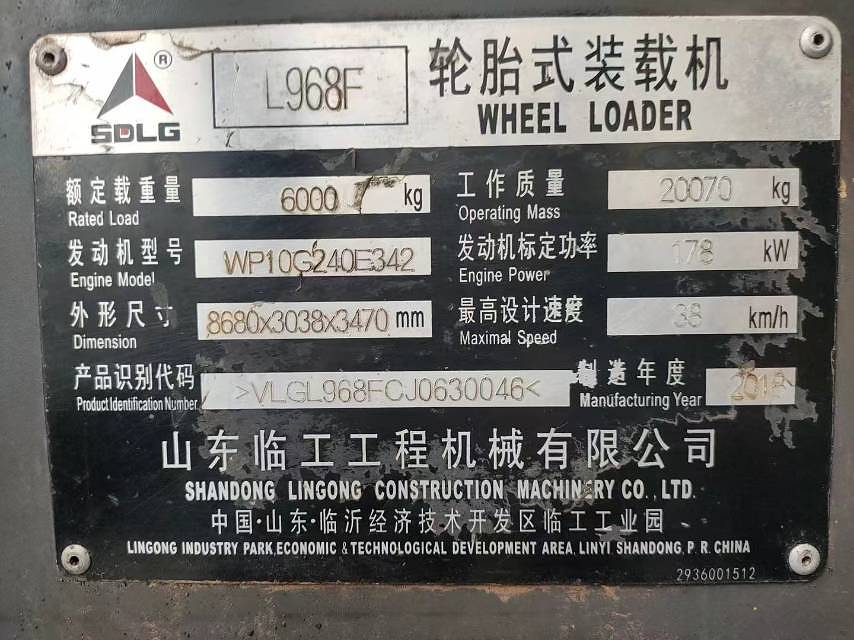 ®
SDLG
L968F
轮胎式装载机
WHEEL LOADER
额定载重量 6000 kg
Rated Load
工作质量 20070 kg
Operating Mass
发动机型号 WP10G240E342
Engine Model
发动机标定功率 178 kW
Engine Power
外形尺寸 8680x3038x3470 mm
Dimension
最高设计速度 38 km/h
Maximal Speed
产品识别代码 >VLGL968FCJ0630046<
Product Identification Number
制造年度 2018
Manufacturing Year
山东临工工程机械有限公司
SHANDONG LINGONG CONSTRUCTION MACHINERY CO., LTD.
中国·山东·临沂经济技术开发区临工工业园
LINGONG INDUSTRY PARK,ECONOMIC & TECHNOLOGICAL DEVELOPMENT AREA, LINYI SHANDONG, P. R. CHINA
2936001512